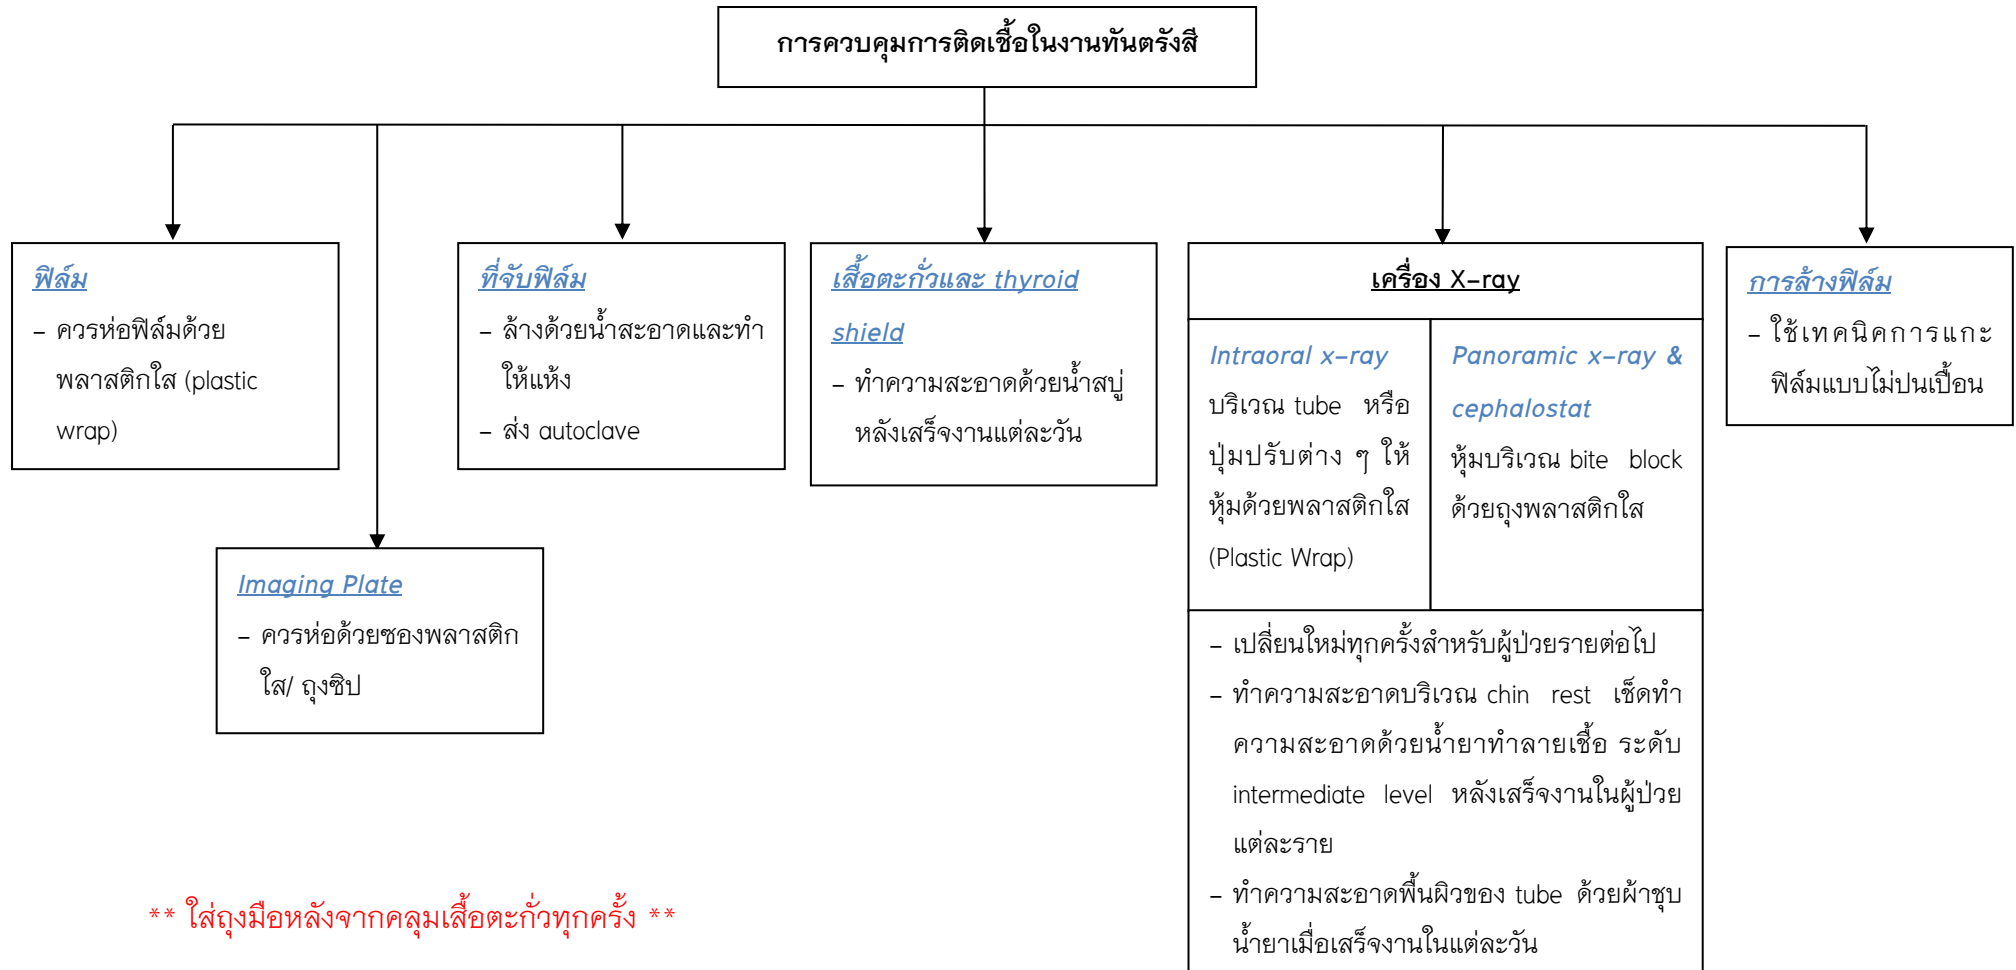 การควบคุมการติดเชื้อในงานทันตรังสี
ฟิล์ม
– ควรห่อฟิล์มด้วย
พลาสติกใส (plastic
wrap)
Imaging Plate
– ควรห่อด้วยซองพลาสติก
ใส/ ถุงซิป
ที่จับฟิล์ม
– ล้างด้วยน้ำสะอาดและทำ
ให้แห้ง
– ส่ง autoclave
เสื้อตะกั่วและ thyroid
shield
– ทำความสะอาดด้วยน้ำสบู่
หลังเสร็จงานแต่ละวัน
เครื่อง X–ray
Intraoral x–ray
บริเวณ tube หรือ
ปุ่มปรับต่าง ๆ ให้
หุ้มด้วยพลาสติกใส
(Plastic Wrap)
Panoramic x–ray &
cephalostat
หุ้มบริเวณ bite block
ด้วยถุงพลาสติกใส
– เปลี่ยนใหม่ทุกครั้งสำหรับผู้ป่วยรายต่อไป
– ทำความสะอาดบริเวณ chin rest เช็ดทำ
ความสะอาดด้วยน้ำยาทำลายเชื้อ ระดับ
intermediate level หลังเสร็จงานในผู้ป่วย
แต่ละราย
– ทำความสะอาดพื้นผิวของ tube ด้วยผ้าชุบ
น้ำยาเมื่อเสร็จงานในแต่ละวัน
การล้างฟิล์ม
– ใช้เทคนิคการแกะ
ฟิล์มแบบไม่ปนเปื้อน
** ใส่ถุงมือหลังจากคลุมเสื้อตะกั่วทุกครั้ง **